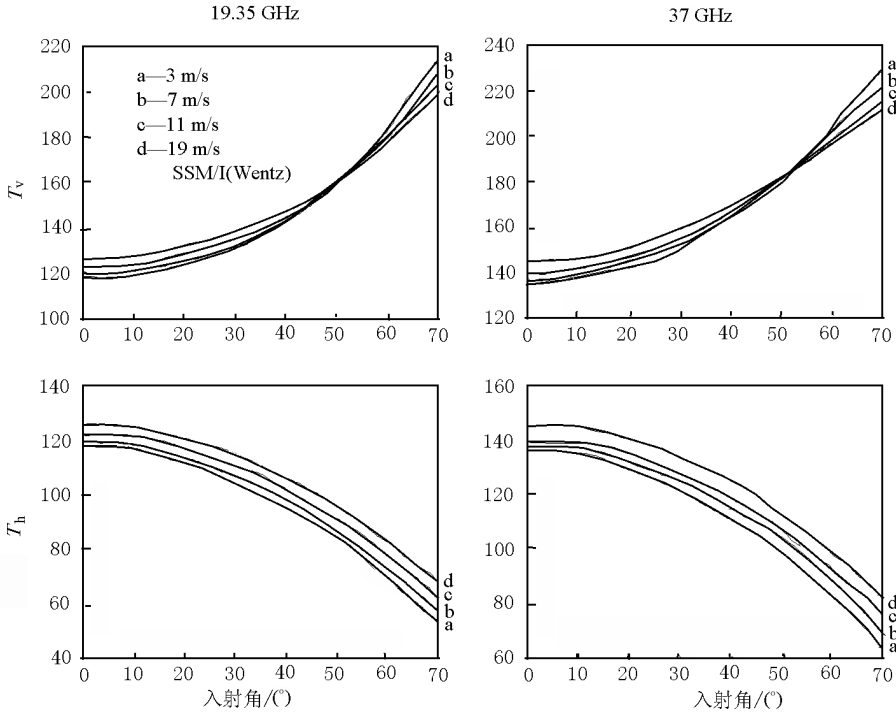 19.35 GHz
37 GHz
T_v
220
200
180
160
140
120
100
0 10 20 30 40 50 60 70
a—3 m/s
b—7 m/s
c—11 m/s
d—19 m/s
SSM/I(Wentz)
a
b
c
d
240
220
200
180
160
140
120
0 10 20 30 40 50 60 70
a
b
c
d
T_h
140
120
100
80
60
40
0 10 20 30 40 50 60 70
d
c
b
a
入射角/(°)
160
140
120
100
80
60
0 10 20 30 40 50 60 70
d
c
b
a
入射角/(°)